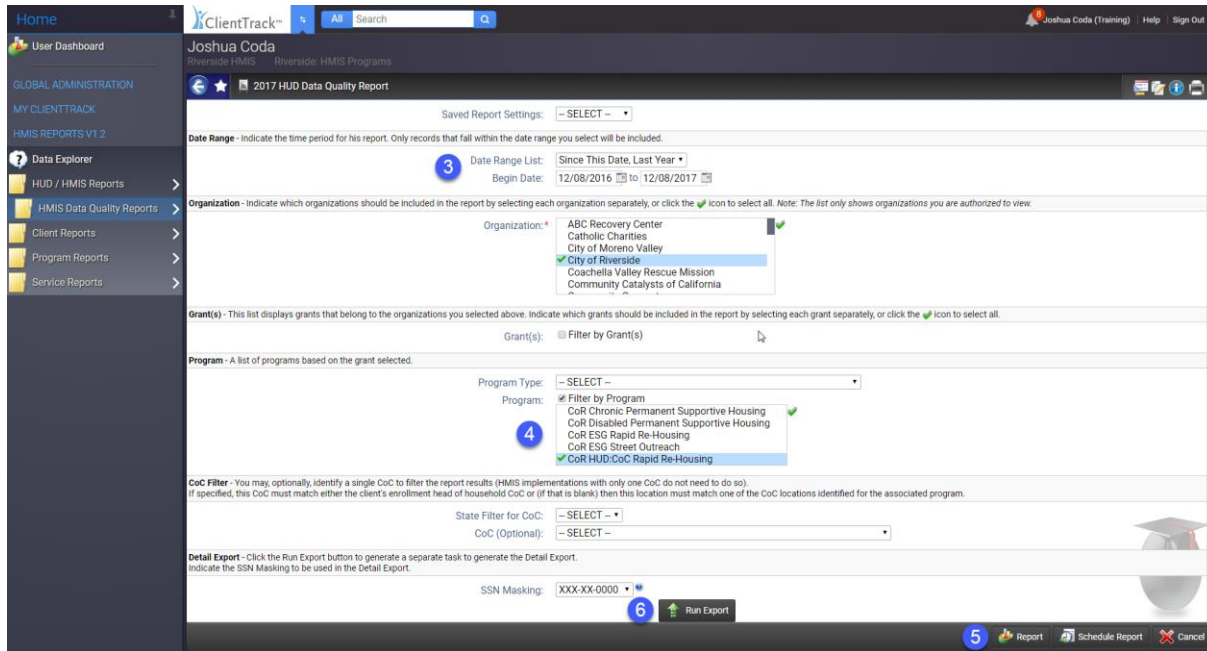 Home
ClientTrack™
All Search
8
Joshua Coda (Training) Help Sign Out
User Dashboard
Joshua Coda
Riverside HMIS Riverside: HMIS Programs
GLOBAL ADMINISTRATION
MY CLIENTTRACK
HMIS REPORTS V1.2
Data Explorer
HUD / HMIS Reports
HMIS Data Quality Reports
Client Reports
Program Reports
Service Reports
2017 HUD Data Quality Report
Saved Report Settings: -- SELECT --
Date Range - Indicate the time period for his report. Only records that fall within the date range you select will be included.
3
Date Range List: Since This Date, Last Year
Begin Date: 12/08/2016 to 12/08/2017
Organization - Indicate which organizations should be included in the report by selecting each organization separately, or click the icon to select all. Note: The list only shows organizations you are authorized to view.
Organization:* ABC Recovery Center
Catholic Charities
City of Moreno Valley
City of Riverside
Coachella Valley Rescue Mission
Community Catalysts of California
Grant(s) - This list displays grants that belong to the organizations you selected above. Indicate which grants should be included in the report by selecting each grant separately, or click the icon to select all.
Grant(s): Filter by Grant(s)
Program - A list of programs based on the grant selected.
Program Type: -- SELECT --
Program: Filter by Program
CoR Chronic Permanent Supportive Housing
CoR Disabled Permanent Supportive Housing
4
CoR ESG Rapid Re-Housing
CoR ESG Street Outreach
CoR HUD:CoC Rapid Re-Housing
CoC Filter - You may, optionally, identify a single CoC to filter the report results (HMIS implementations with only one CoC do not need to do so).
If specified, this CoC must match either the client's enrollment head of household CoC or (if that is blank) then this location must match one of the CoC locations identified for the associated program.
State Filter for CoC: -- SELECT --
CoC (Optional): -- SELECT --
Detail Export - Click the Run Export button to generate a separate task to generate the Detail Export.
Indicate the SSN Masking to be used in the Detail Export.
SSN Masking: XXX-XX-0000
6 Run Export
5 Report Schedule Report Cancel